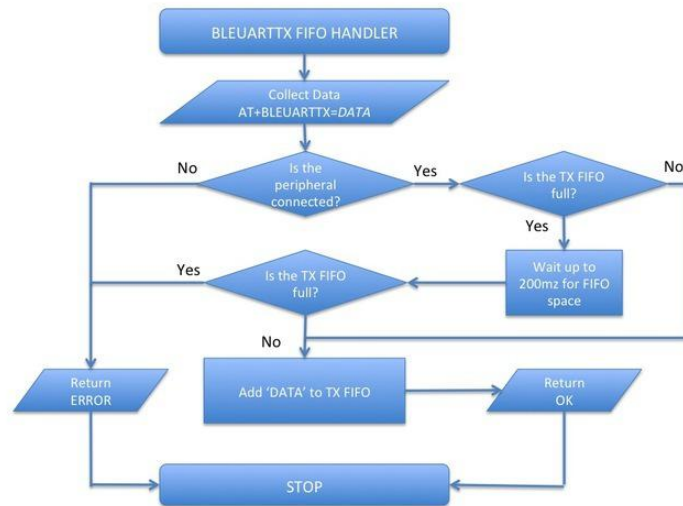 BLEUARTTX FIFO HANDLER
Collect Data
AT+BLEUARTTX=DATA
No
Is the
peripheral
connected?
Yes
Is the TX FIFO
full?
No
Yes
Yes
Is the TX FIFO
full?
Wait up to
200mz for FIFO
space
No
Return
ERROR
Add ‘DATA’ to TX FIFO
Return
OK
STOP